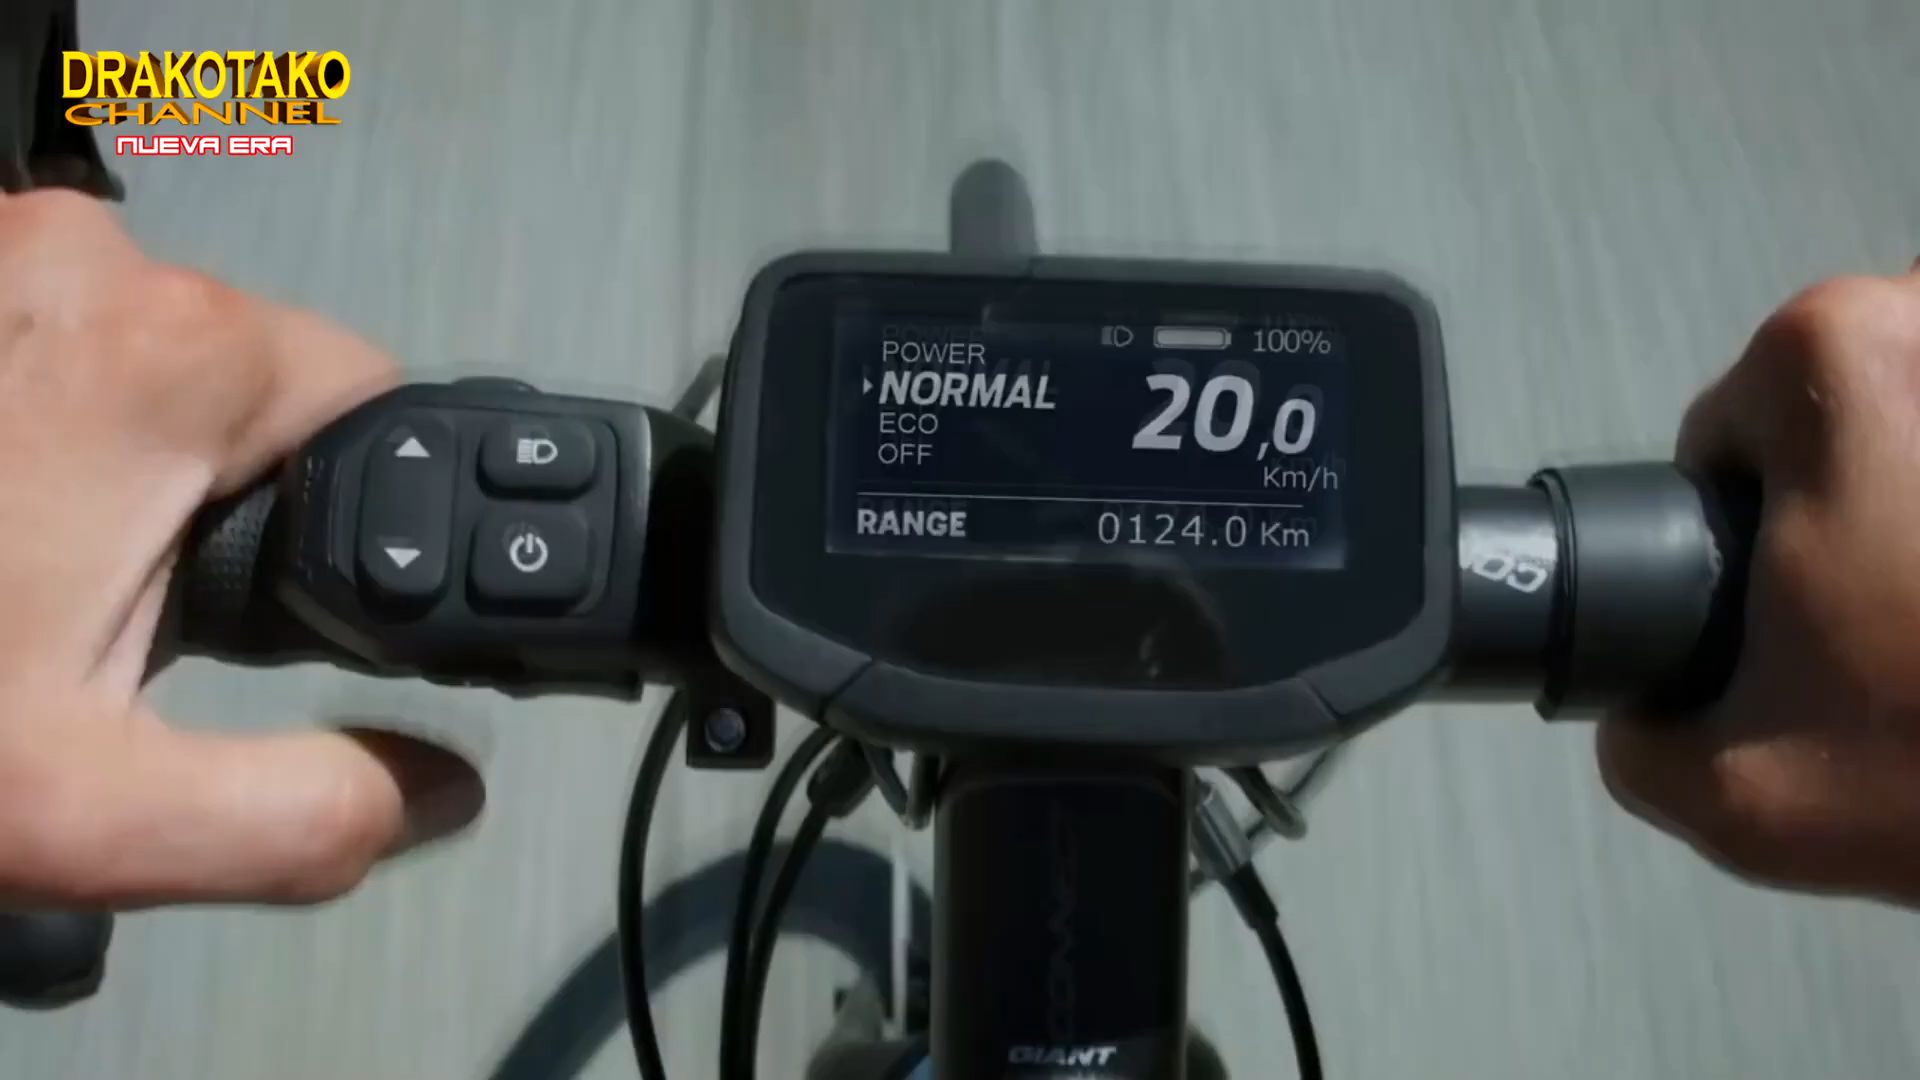 DRAKOTAKO
CHANNEL
NUEVA ERA
POWER
100%
NORMAL
20,0
ECO
Km/h
OFF
RANGE
0124.0 Km
GIANT